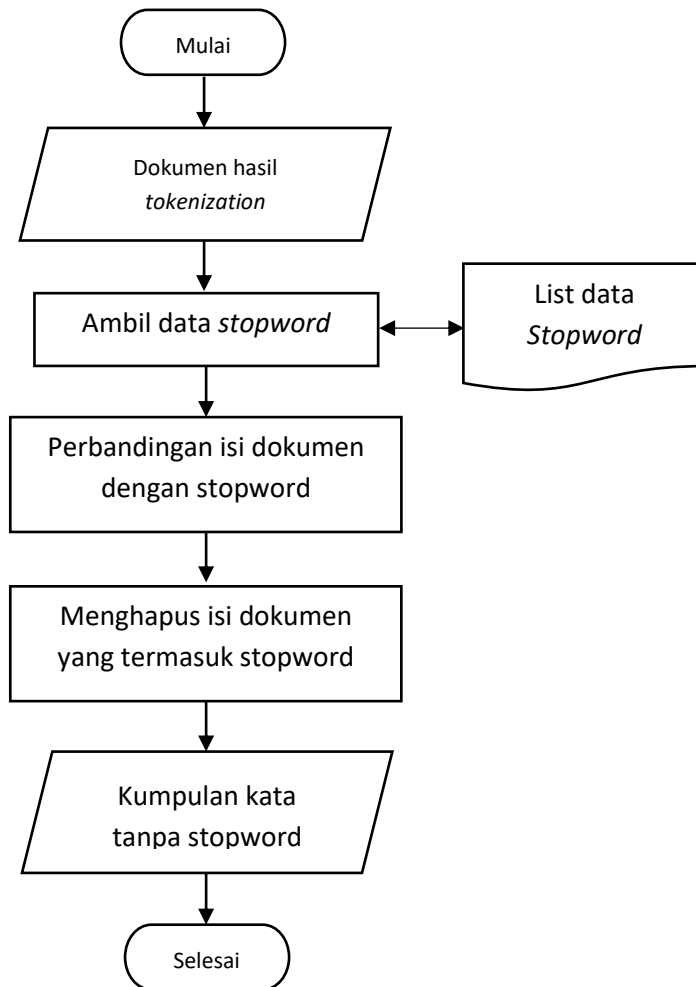 Mulai
Dokumen hasil
tokenization
Ambil data stopword
List data
Stopword
Perbandingan isi dokumen
dengan stopword
Menghapus isi dokumen
yang termasuk stopword
Kumpulan kata
tanpa stopword
Selesai